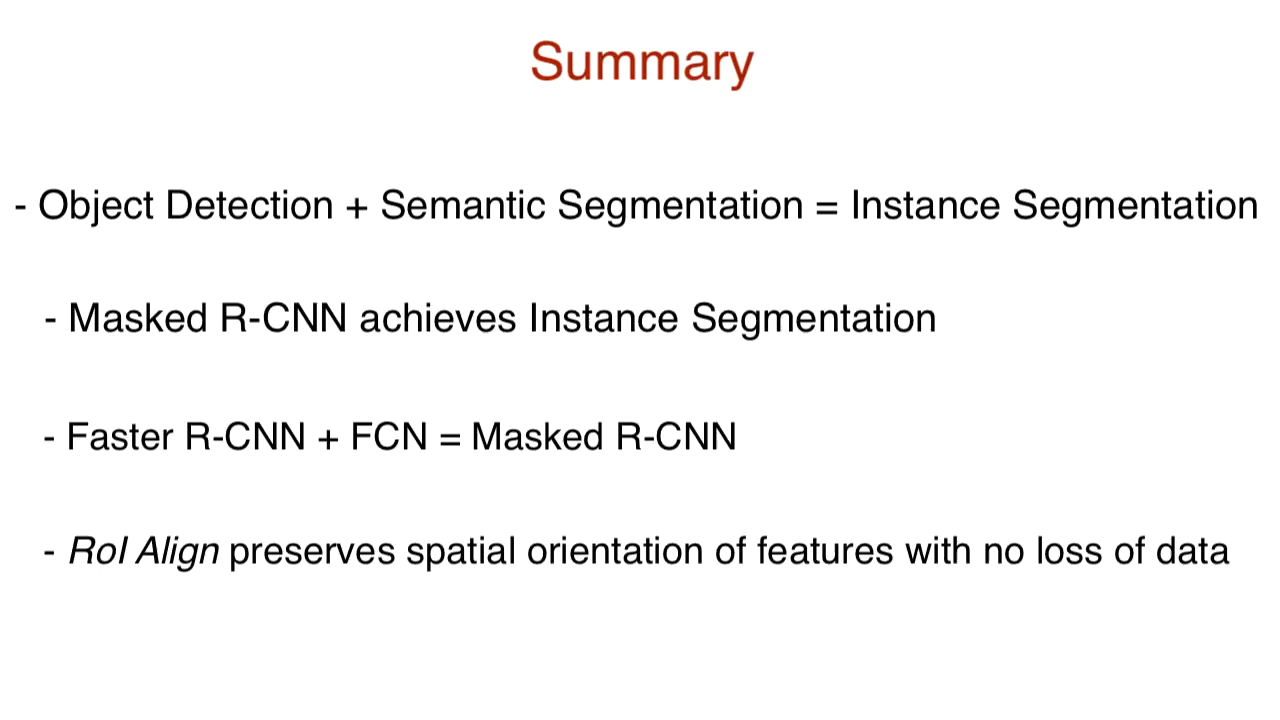 Summary
- Object Detection + Semantic Segmentation = Instance Segmentation
- Masked R-CNN achieves Instance Segmentation
- Faster R-CNN + FCN = Masked R-CNN
- RoI Align preserves spatial orientation of features with no loss of data